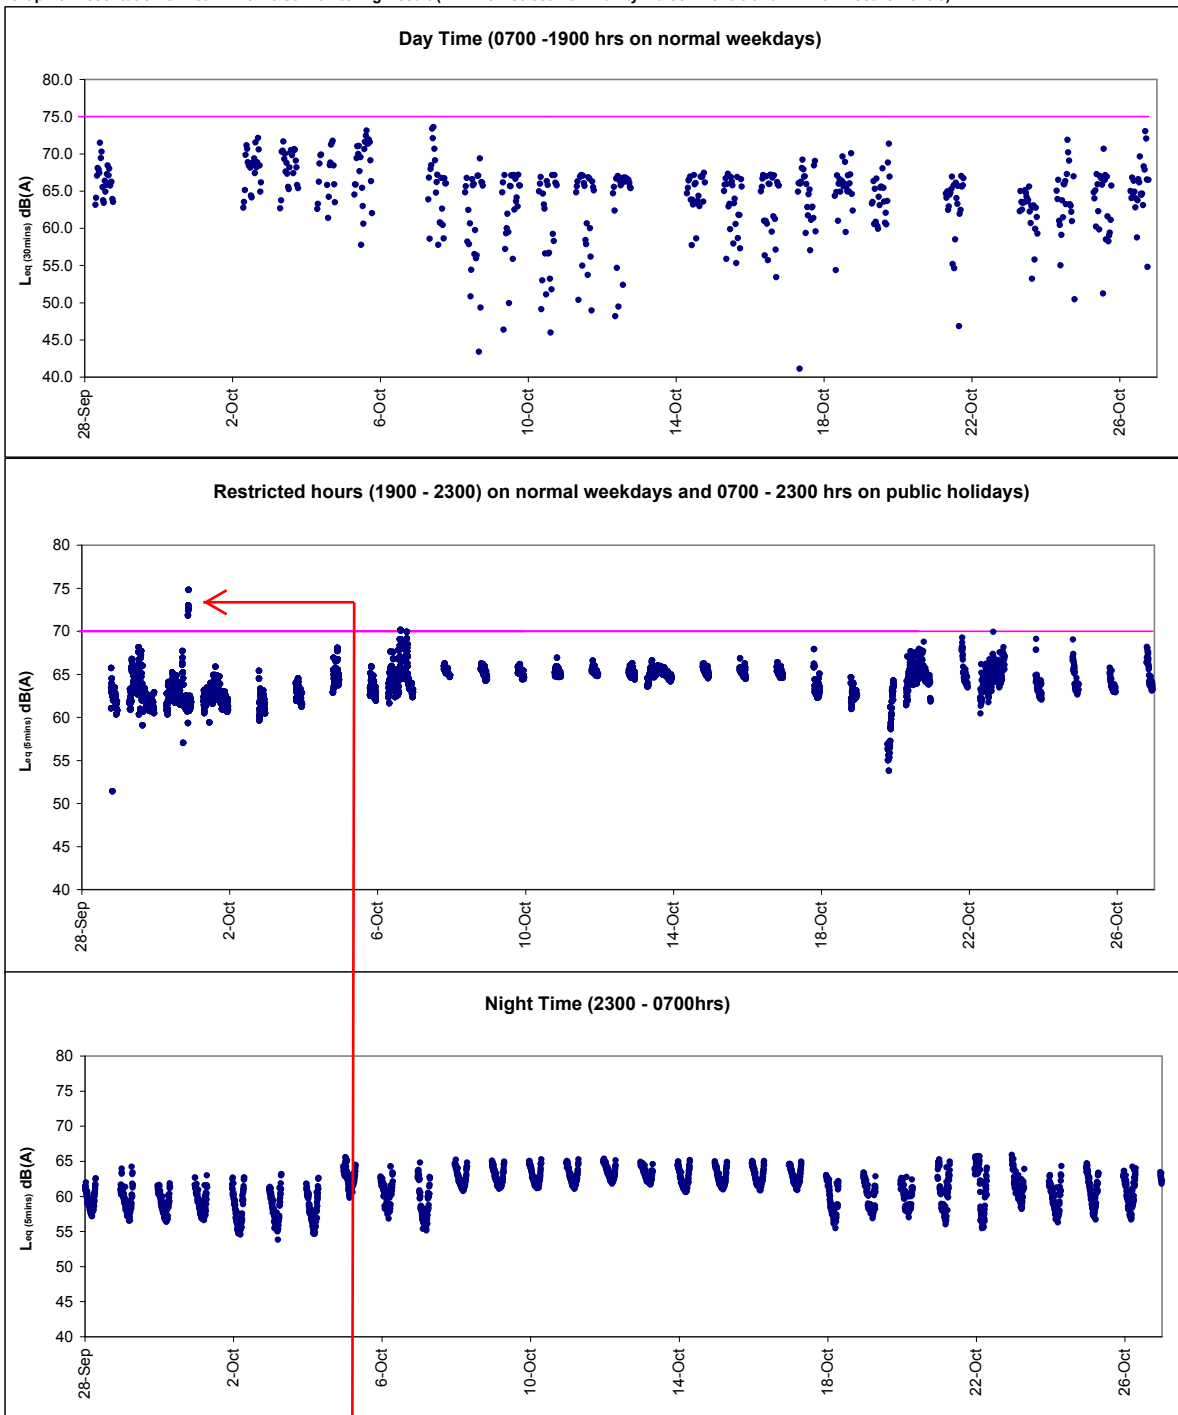 Day Time (0700 -1900 hrs on normal weekdays)
Leq (30mins) dB(A)
80.0
75.0
70.0
65.0
60.0
55.0
50.0
45.0
40.0
28-Sep
2-Oct
6-Oct
10-Oct
14-Oct
18-Oct
22-Oct
26-Oct
Restricted hours (1900 - 2300) on normal weekdays and 0700 - 2300 hrs on public holidays)
Leq (5mins) dB(A)
80
75
70
65
60
55
50
45
40
28-Sep
2-Oct
6-Oct
10-Oct
14-Oct
18-Oct
22-Oct
26-Oct
Night Time (2300 - 0700hrs)
Leq (5mins) dB(A)
80
75
70
65
60
55
50
45
40
28-Sep
2-Oct
6-Oct
10-Oct
14-Oct
18-Oct
22-Oct
26-Oct